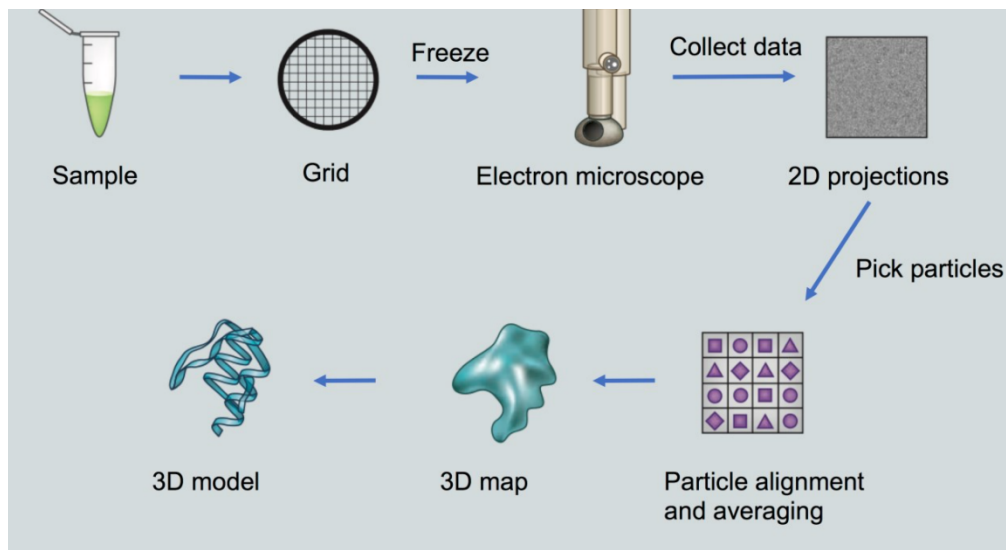 Freeze
Collect data
Sample
Grid
Electron microscope
2D projections
Pick particles
3D model
3D map
Particle alignment
and averaging